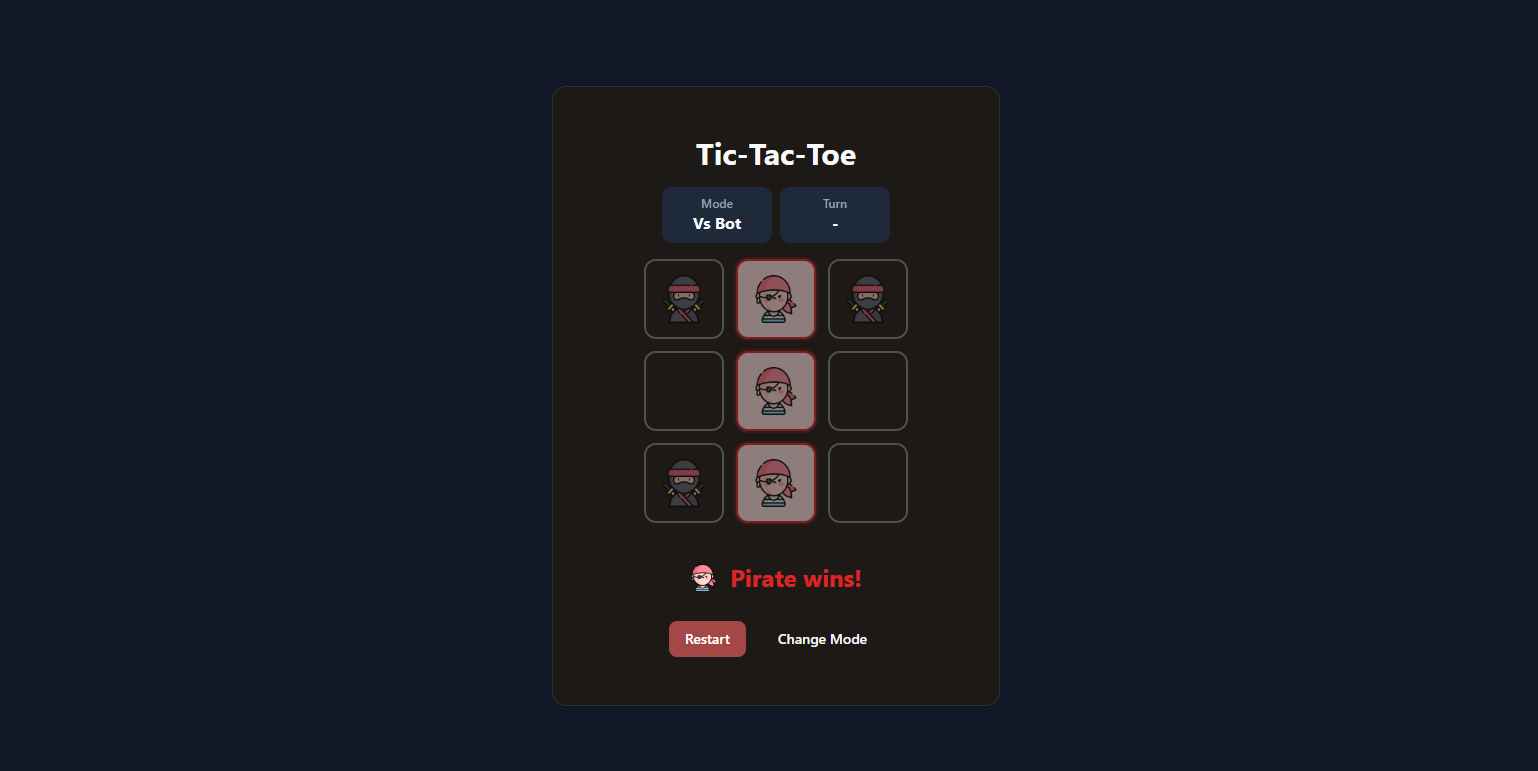 Tic-Tac-Toe
Mode
Vs Bot
Turn
-
Pirate wins!
Restart
Change Mode